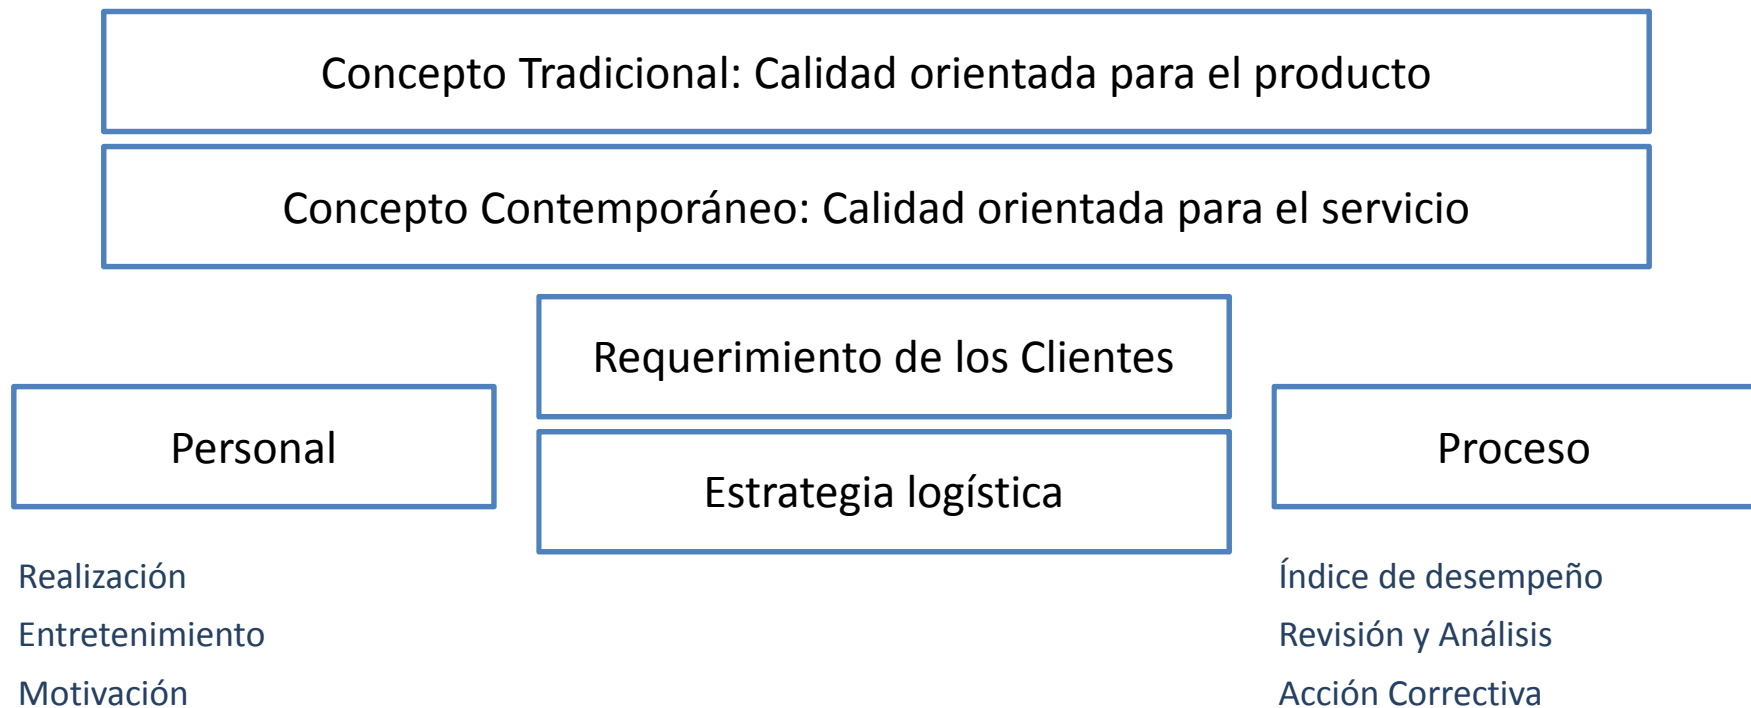 Concepto Tradicional: Calidad orientada para el producto
Concepto Contemporáneo: Calidad orientada para el servicio
Requerimiento de los Clientes
Personal
Estrategia logística
Proceso
Realización
Entretenimiento
Motivación
Índice de desempeño
Revisión y Análisis
Acción Correctiva